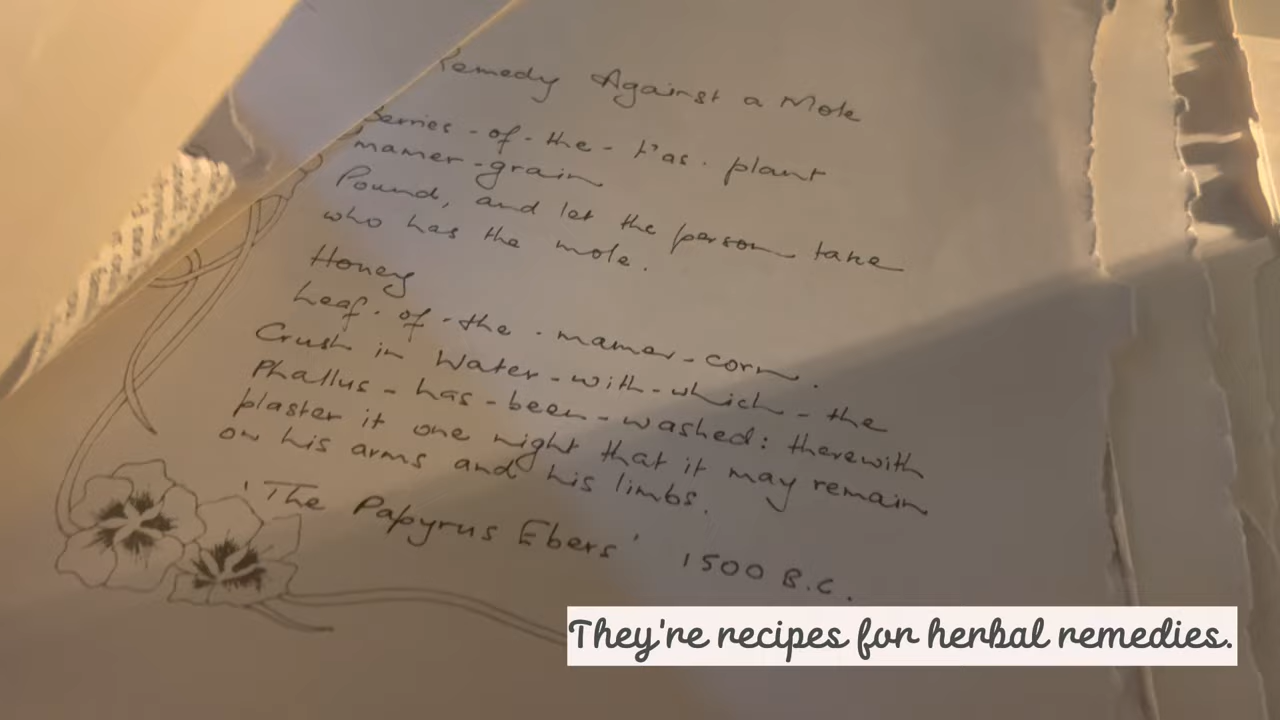 Remedy Against a Mole
Berries-of-the-t'as-plant
mamer-grain
Pound, and let the person take
who has the mole.
Honey
Leaf-of-the-mamer-corn.
Crush in Water-with-which-the
Phallus-has-been-washed: therewith
plaster it one night that it may remain
on his arms and his limbs.
'The Papyrus Ebers' 1500 B.C.
They're recipes for herbal remedies.